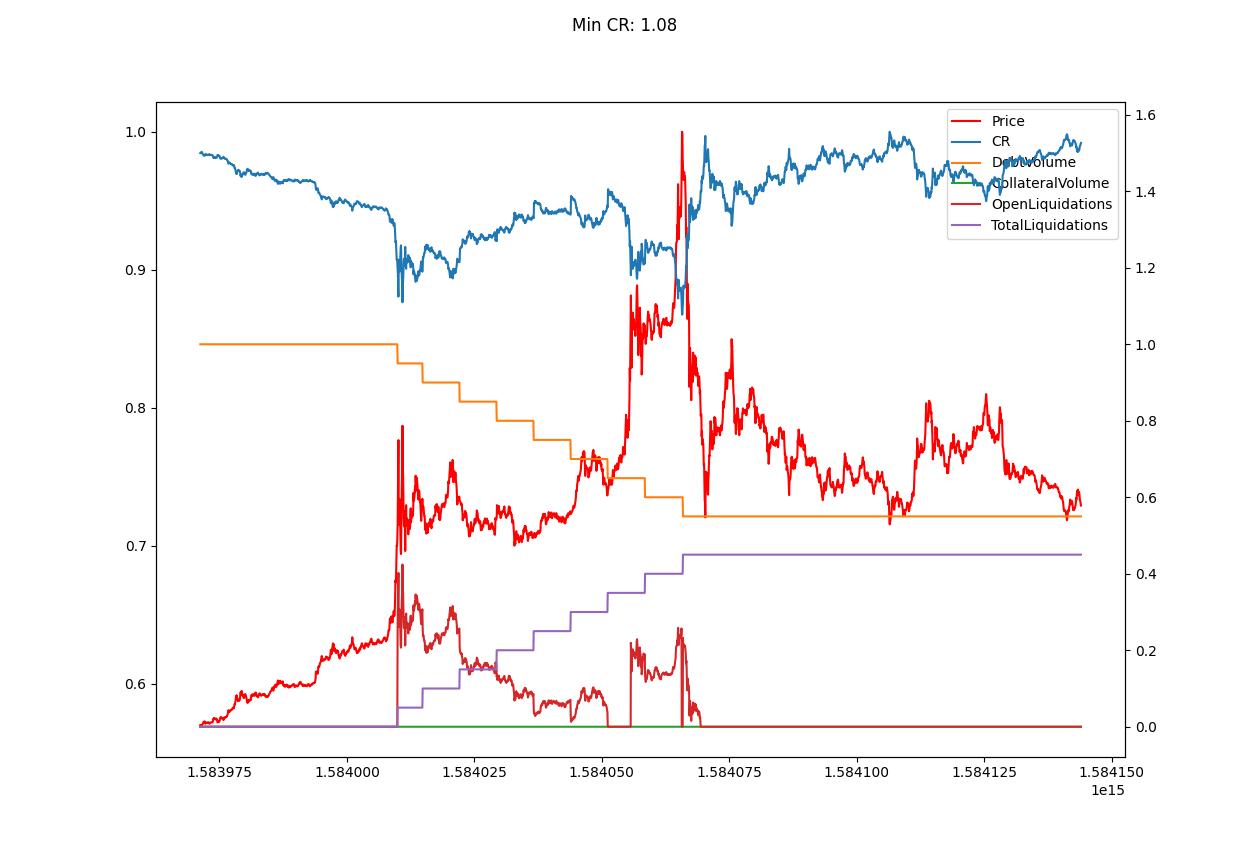 Min CR: 1.08
1.0
0.9
0.8
0.7
0.6
1.6
1.4
1.2
1.0
0.8
0.6
0.4
0.2
0.0
Price
CR
DebtVolume
CollateralVolume
OpenLiquidations
TotalLiquidations
1.583975 1.584000 1.584025 1.584050 1.584075 1.584100 1.584125 1.584150
1e15